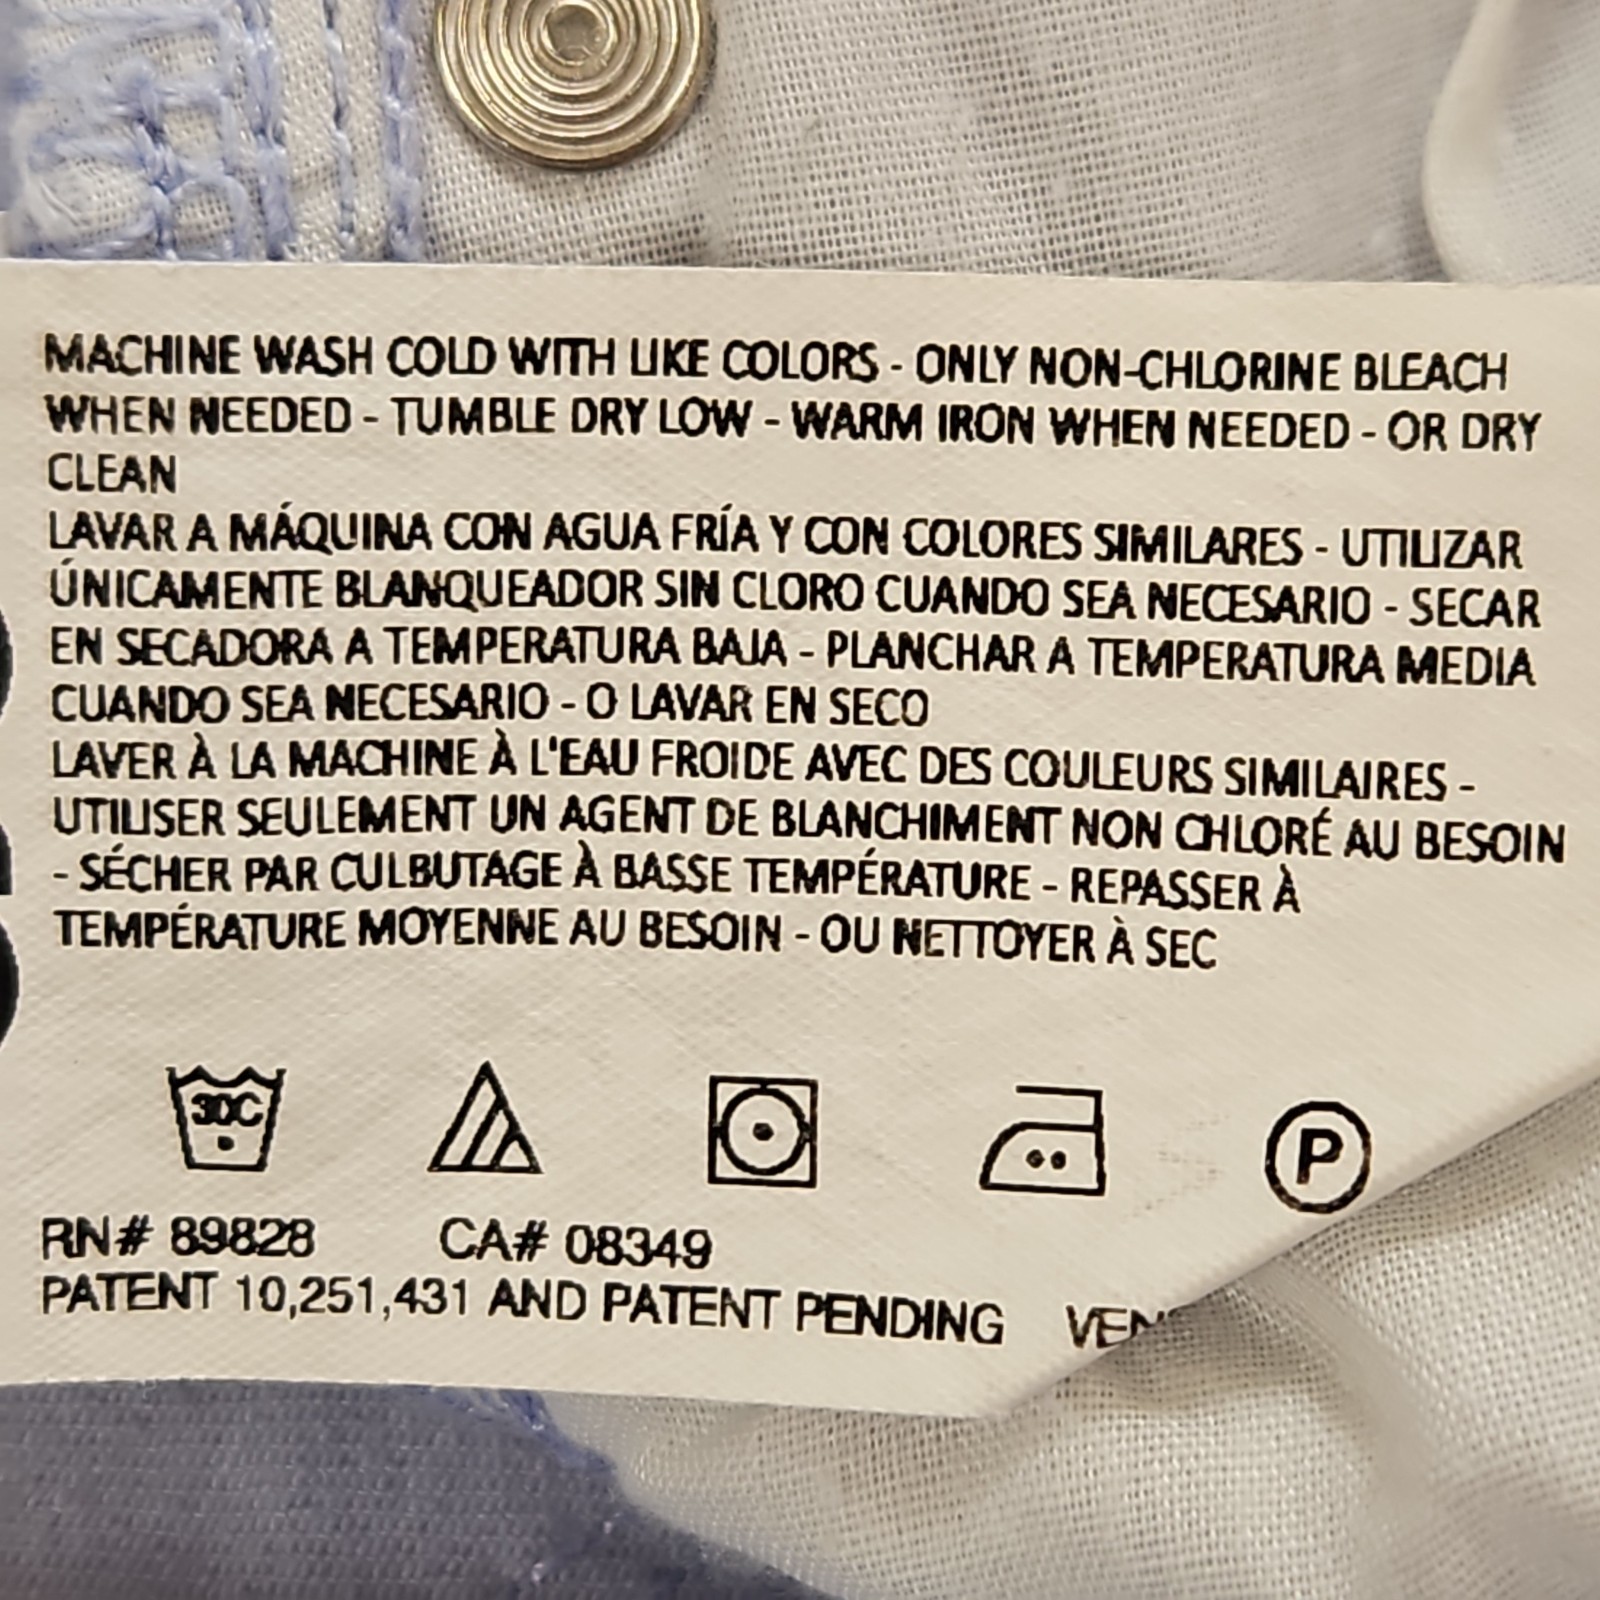 MACHINE WASH COLD WITH LIKE COLORS - ONLY NON-CHLORINE BLEACH
WHEN NEEDED - TUMBLE DRY LOW - WARM IRON WHEN NEEDED - OR DRY
CLEAN
LAVAR A MÁQUINA CON AGUA FRÍA Y CON COLORES SIMILARES - UTILIZAR
ÚNICAMENTE BLANQUEADOR SIN CLORO CUANDO SEA NECESARIO - SECAR
EN SECADORA A TEMPERATURA BAJA - PLANCHAR A TEMPERATURA MEDIA
CUANDO SEA NECESARIO - O LAVAR EN SECO
LAVER À LA MACHINE À L'EAU FROIDE AVEC DES COULEURS SIMILAIRES -
UTILISER SEULEMENT UN AGENT DE BLANCHIMENT NON CHLORÉ AU BESOIN
- SÉCHER PAR CULBUTAGE À BASSE TEMPÉRATURE - REPASSER À
TEMPÉRATURE MOYENNE AU BESOIN - OU NETTOYER À SEC
30C P
RN# 89828 CA# 08349
PATENT 10,251,431 AND PATENT PENDING